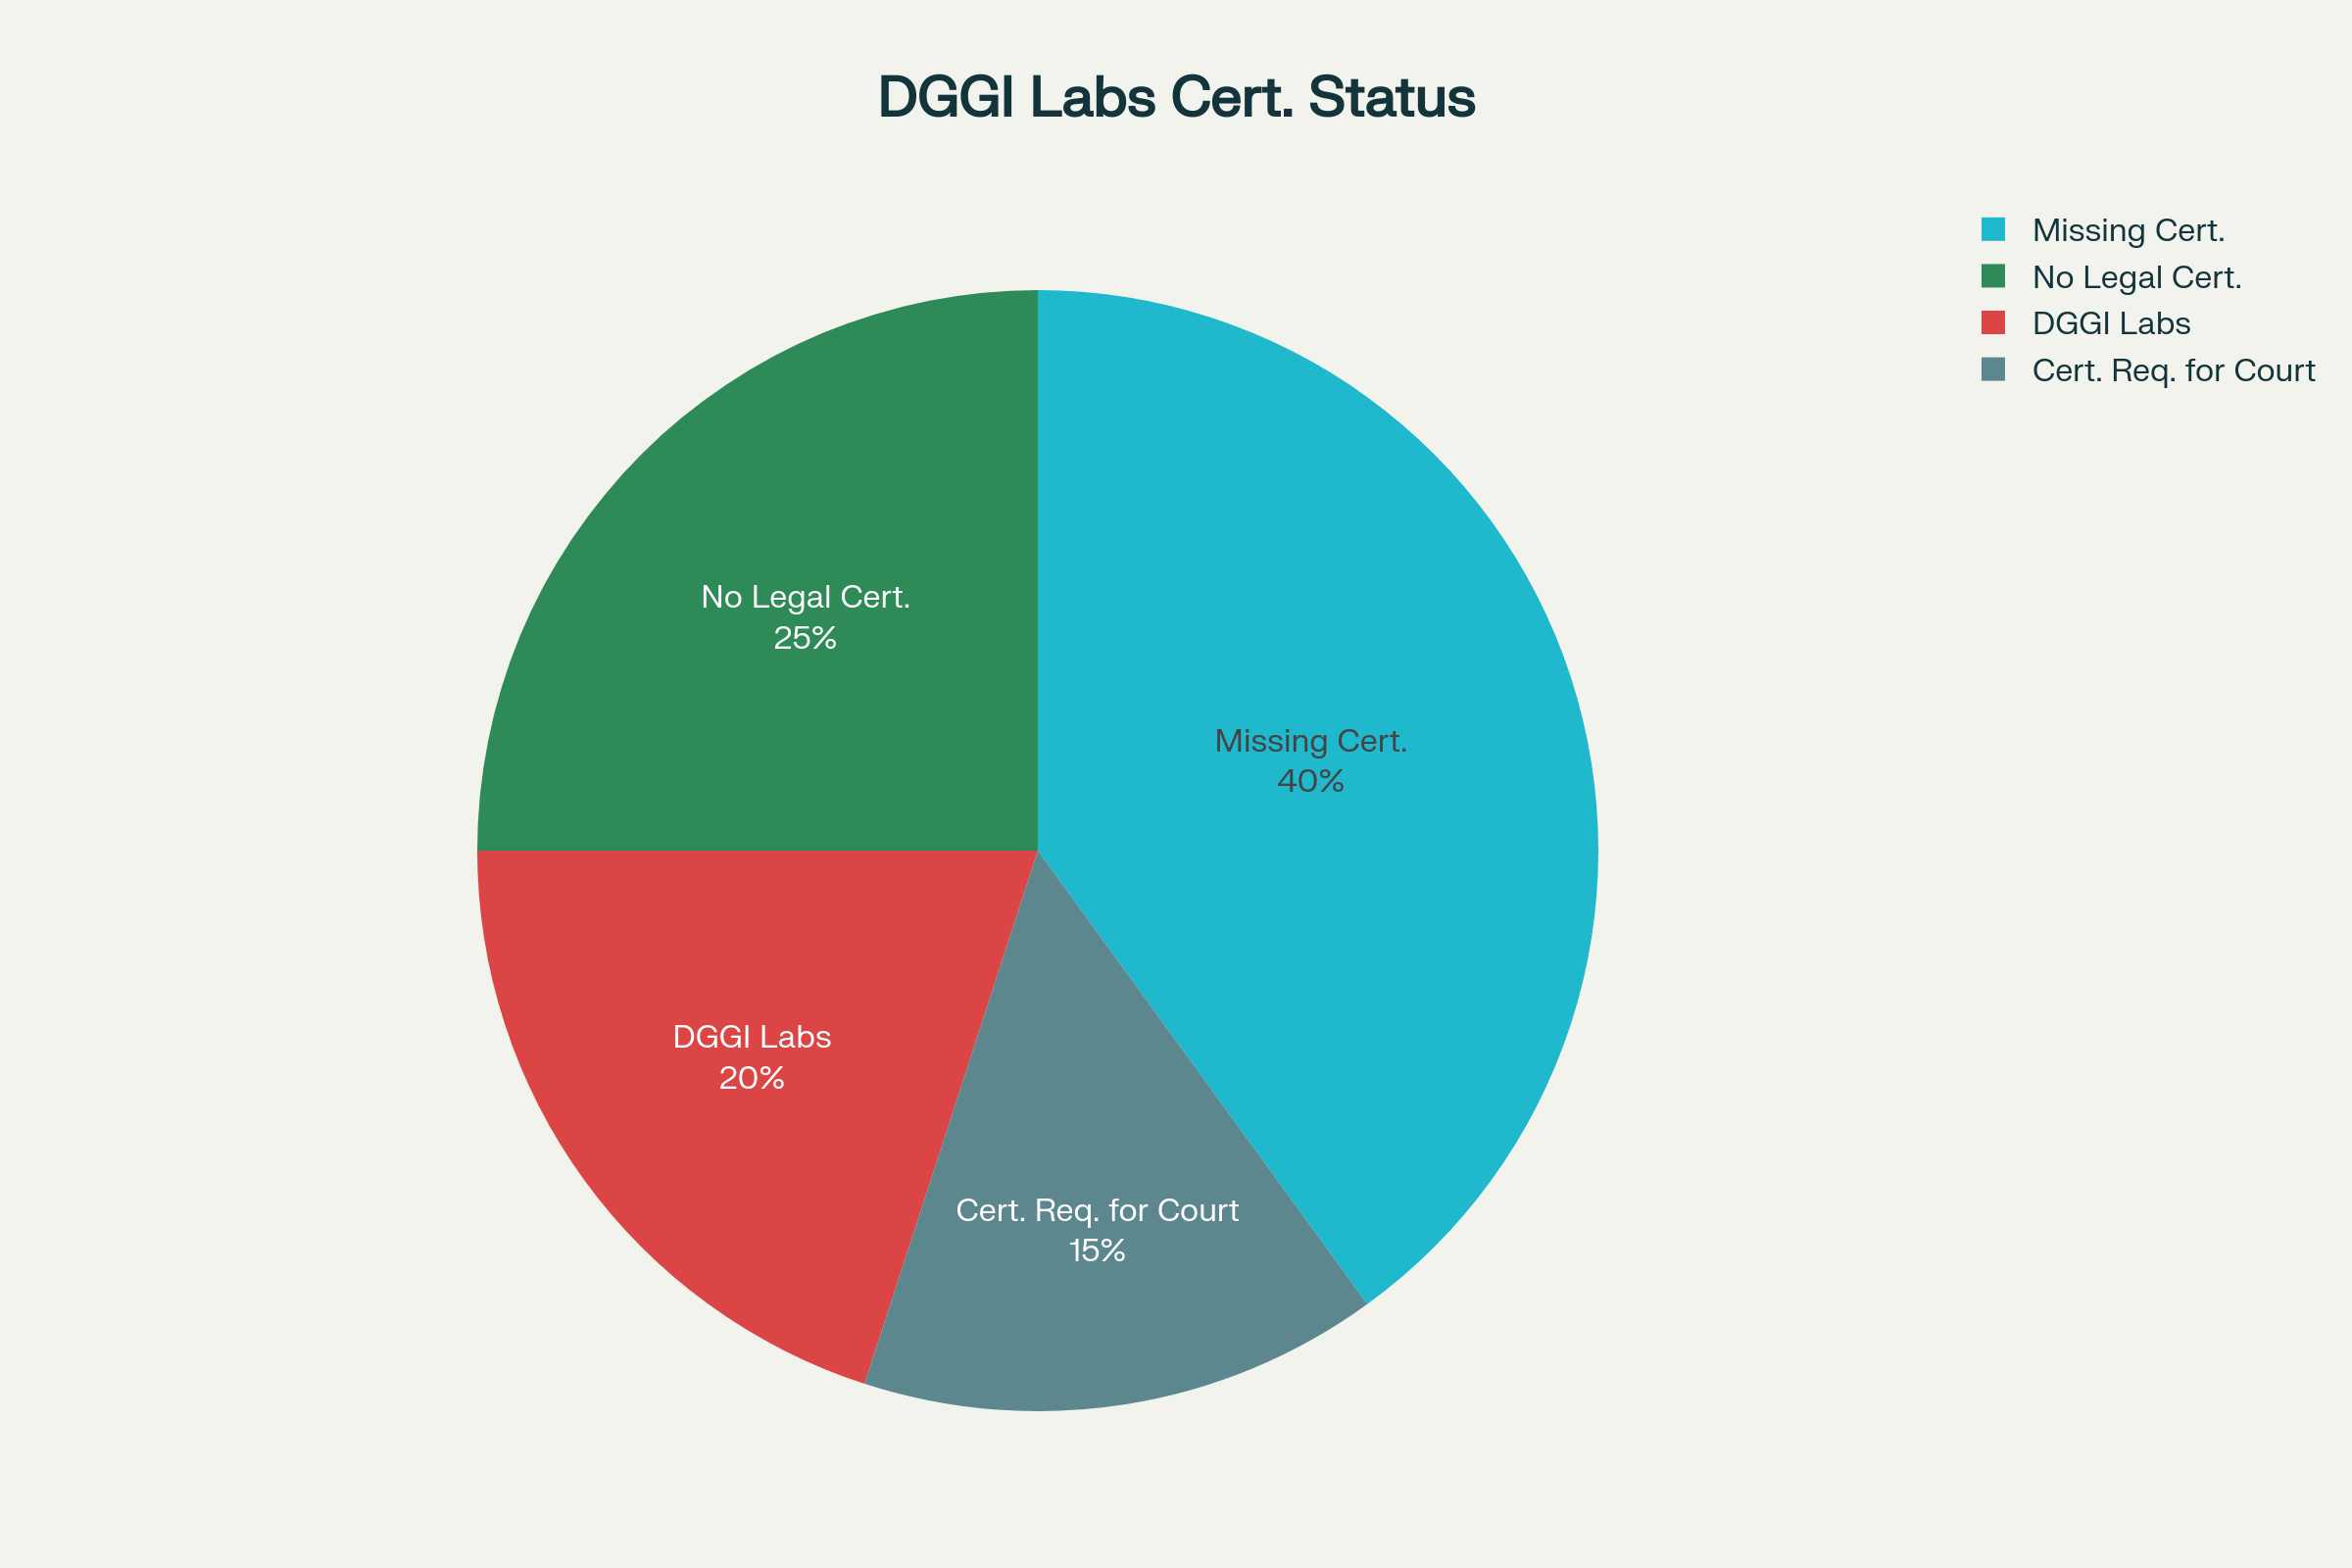 DGGI Labs Cert. Status
Missing Cert.
No Legal Cert.
DGGI Labs
Cert. Req. for Court
No Legal Cert.
25%
Missing Cert.
40%
DGGI Labs
20%
Cert. Req. for Court
15%